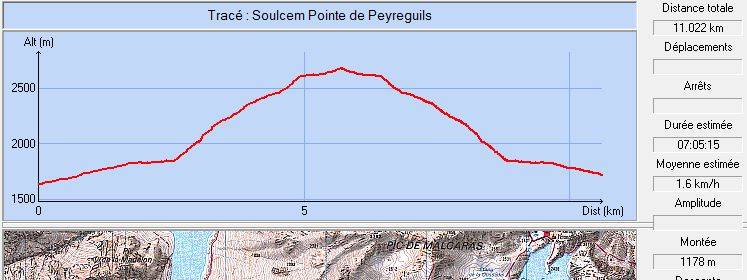 Tracé : Soulcem Pointe de Peyreguils
Alt (m)
2500
2000
1500
0
5
Dist (km)
Distance totale
11.022 km
Déplacements
Arrêts
Durée estimée
07:05:15
Moyenne estimée
1.6 km/h
Amplitude
Montée
1178 m
PIC DE MALCARAS